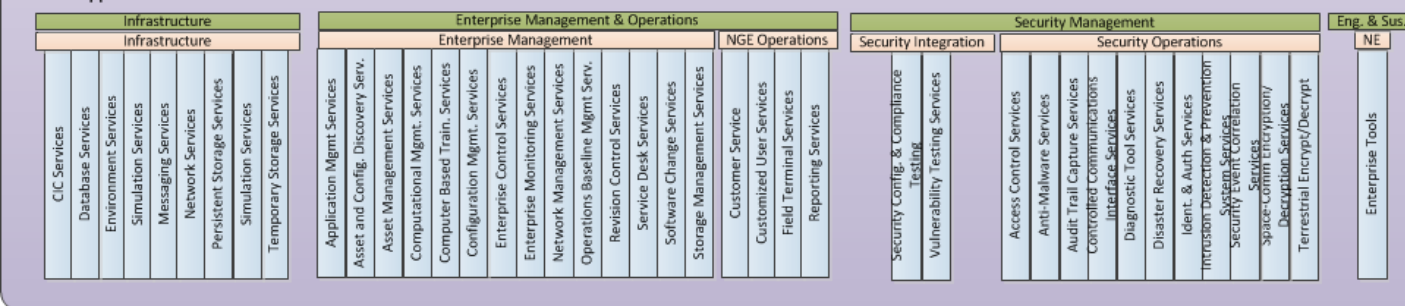 Infrastructure
Infrastructure
CIC Services
Database Services
Environment Services
Simulation Services
Messaging Services
Network Services
Persistent Storage Services
Simulation Services
Temporary Storage Services
Enterprise Management & Operations
Enterprise Management
Application Mgmt Services
Asset and Config. Discovery Serv.
Asset Management Services
Computational Mgmt. Services
Computer Based Train. Services
Configuration Mgmt. Services
Enterprise Control Services
Enterprise Monitoring Services
Network Management Services
Operations Baseline Mgmt Serv.
Revision Control Services
Service Desk Services
Software Change Services
Storage Management Services
NGE Operations
Customer Service
Customized User Services
Field Terminal Services
Reporting Services
Security Management
Security Integration
Security Config. & Compliance
Testing
Vulnerability Testing Services
Security Operations
Access Control Services
Anti-Malware Services
Audit Trail Capture Services
Controlled Communications
Interface Services
Diagnostic Tool Services
Disaster Recovery Services
Ident. & Auth Services
Intrusion Detection & Prevention
System Services
Security Event Correlation
Services
Space-Comm Encryption/
Decryption Services
Terrestrial Encrypt/Decrypt
Eng. & Sus.
NE
Enterprise Tools